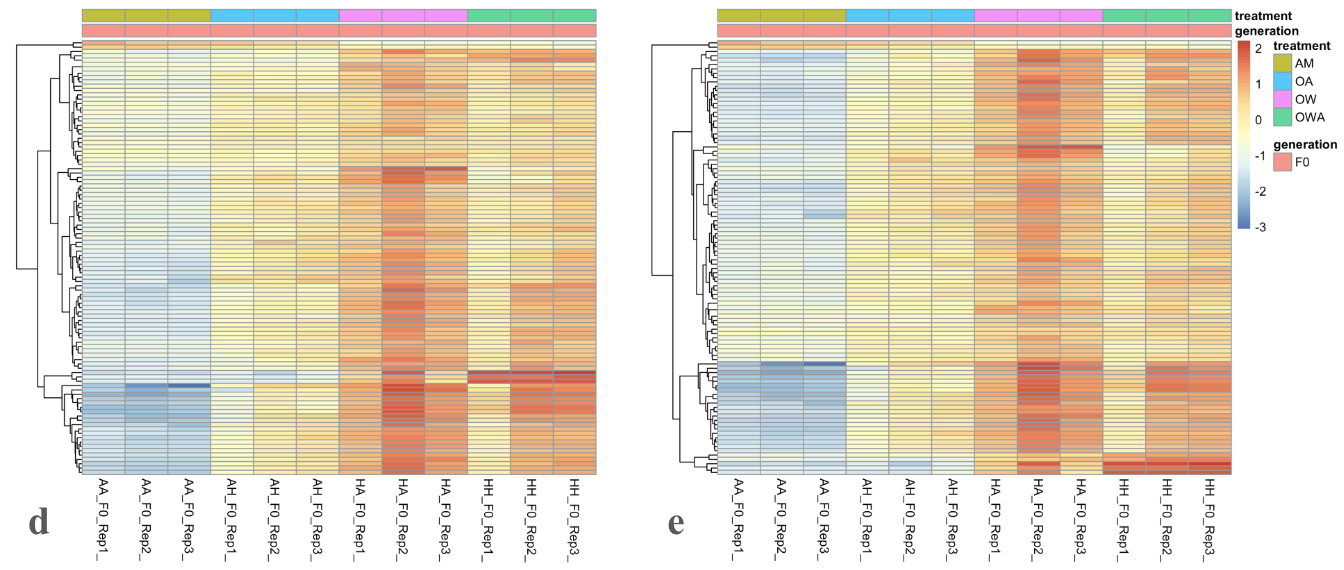 treatment
generation
2
1
0
-1
-2
-3
treatment
AM
OA
OW
OWA
generation
F0
AA_F0_Rep1_
AA_F0_Rep2_
AA_F0_Rep3_
AH_F0_Rep1_
AH_F0_Rep2_
AH_F0_Rep3_
HA_F0_Rep1_
HA_F0_Rep2_
HA_F0_Rep3_
HH_F0_Rep1_
HH_F0_Rep2_
HH_F0_Rep3_
d
AA_F0_Rep1_
AA_F0_Rep2_
AA_F0_Rep3_
AH_F0_Rep1_
AH_F0_Rep2_
AH_F0_Rep3_
HA_F0_Rep1_
HA_F0_Rep2_
HA_F0_Rep3_
HH_F0_Rep1_
HH_F0_Rep2_
HH_F0_Rep3_
e